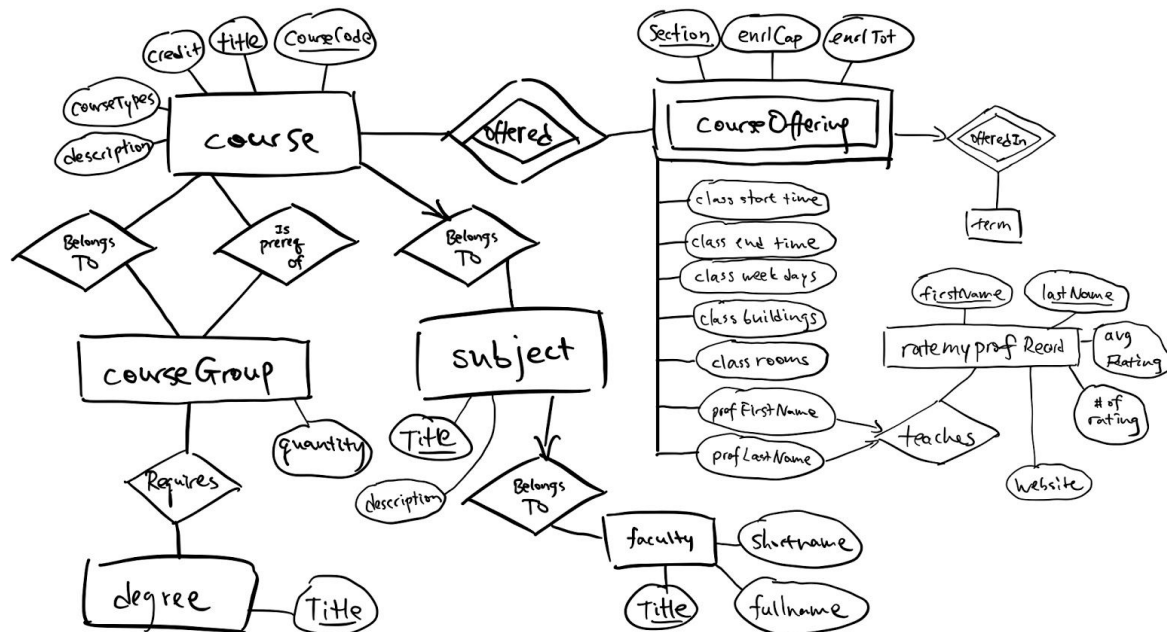 credit
title
CourseCode
courseTypes
description
course
Offered
Section
enrlCap
enrlTot
courseOffering
OfferedIn
term
class start time
class end time
class week days
class buildings
class rooms
prof FirstName
prof LastName
teaches
firstName
lastName
ratemyprof Record
avg
Rating
# of
rating
Website
Belongs
TO
Is
prereq
of
Belongs
TO
courseGroup
quantity
Requires
degree
Title
subject
Title
description
Belongs
TO
faculty
Shortname
fullname
Title